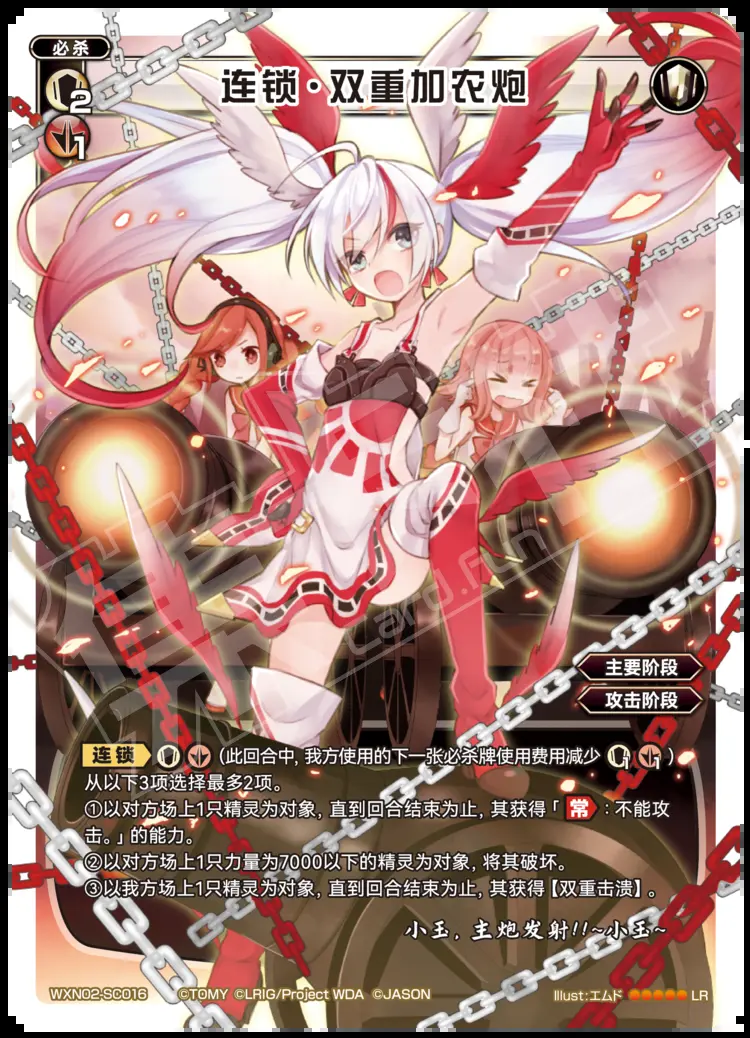 必杀
连锁·双重加农炮
2
1
主要阶段
攻击阶段
连锁 (此回合中, 我方使用的下一张必杀牌使用费用减少 1 1)
从以下3项选择最多2项。
①以对方场上1只精灵为对象, 直到回合结束为止, 其获得「常:不能攻
击。」的能力。
②以对方场上1只力量为7000以下的精灵为对象, 将其破坏。
③以我方场上1只精灵为对象, 直到回合结束为止, 其获得【双重击溃】。
小玉, 主炮发射!!~小玉~
WXN02-SC016 ©TOMY ©LRIG/Project WDA ©JASON Illust:エムド LR
card.fun